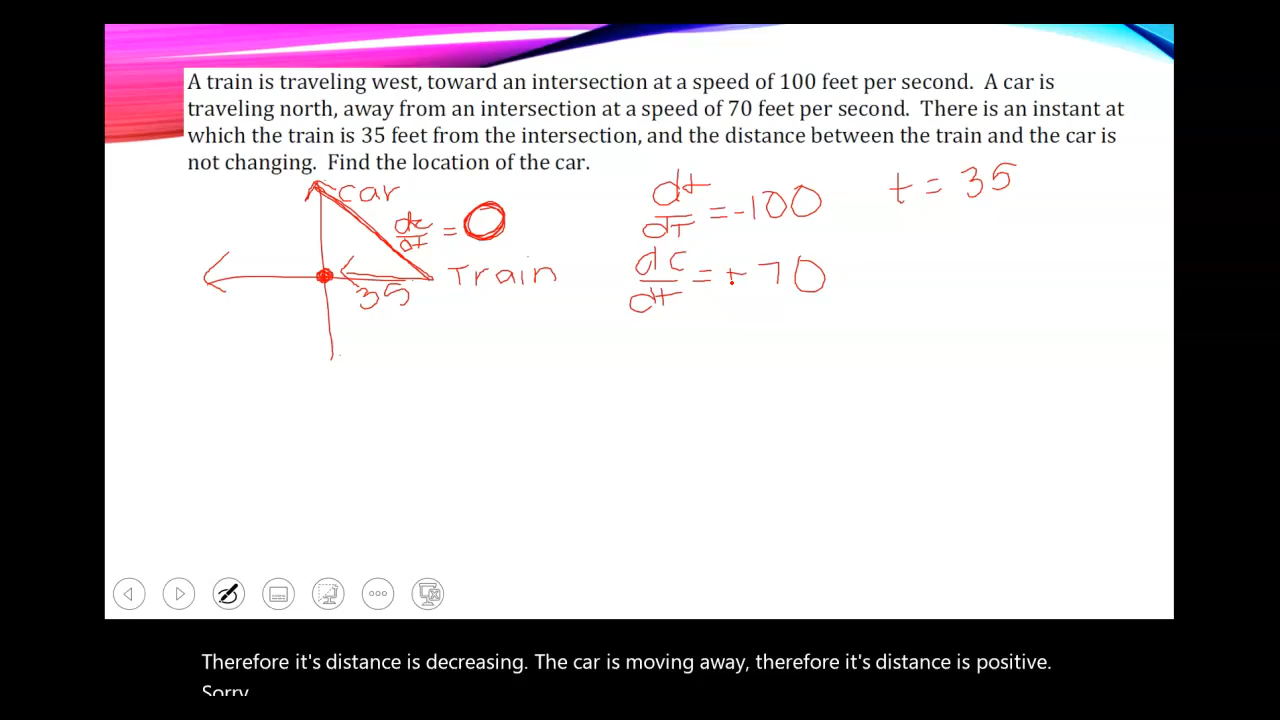 A train is traveling west, toward an intersection at a speed of 100 feet per second. A car is
traveling north, away from an intersection at a speed of 70 feet per second. There is an instant at
which the train is 35 feet from the intersection, and the distance between the train and the car is
not changing. Find the location of the car.
car
dt/dT = -100
t = 35
dc/dt = 0
dc/dt = +70
Train
35
Therefore it's distance is decreasing. The car is moving away, therefore it's distance is positive.
Sorry